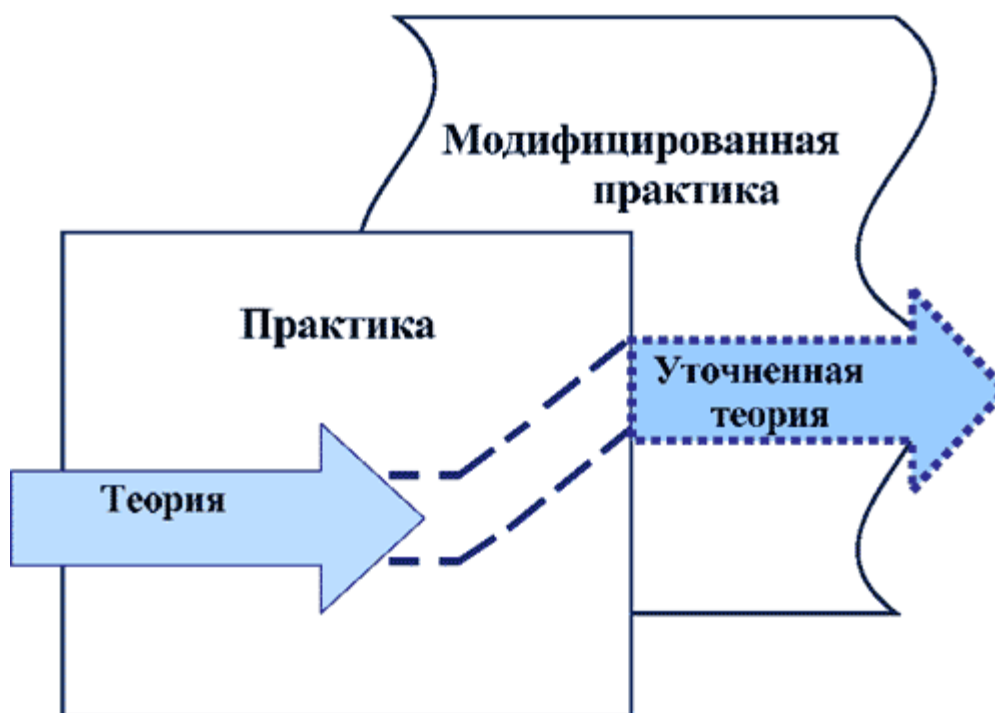 Модифицированная
практика
Практика
Уточненная
теория
Теория